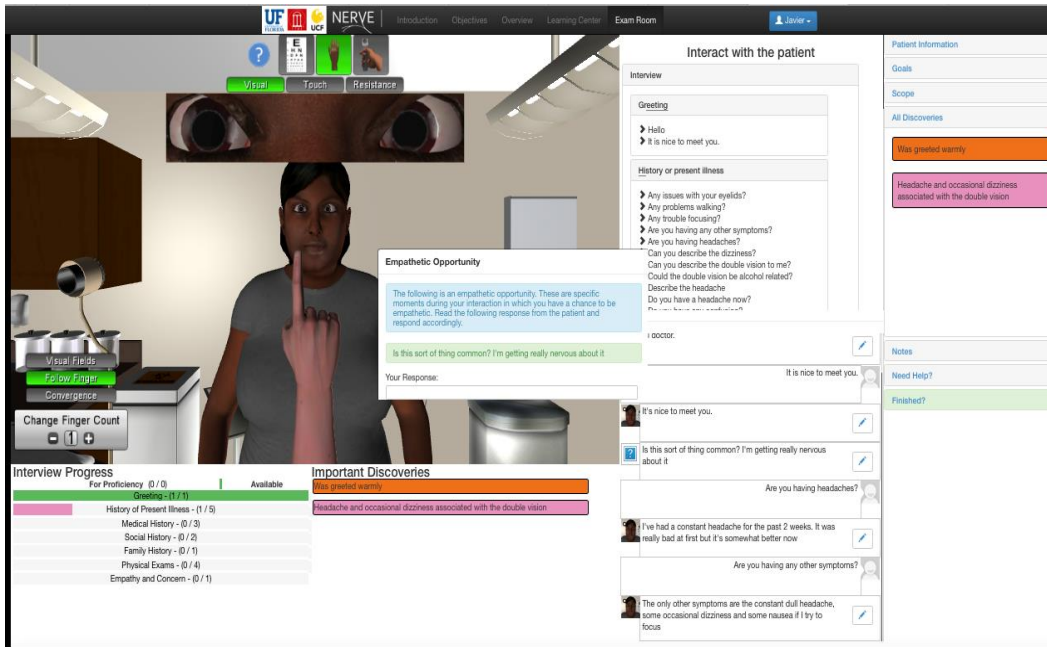 UF
FLORIDA
UCF
NERVE
Introduction
Objectives
Overview
Learning Center
Exam Room
Javier
?
E
Visual
Touch
Resistance
Visual Fields
Follow Finger
Convergence
Change Finger Count
1
Interview Progress
For Proficiency (0 / 0)
Available
Greeting - (1 / 1)
History of Present Illness - (1 / 5)
Medical History - (0 / 3)
Social History - (0 / 2)
Family History - (0 / 1)
Physical Exams - (0 / 4)
Empathy and Concern - (0 / 1)
Important Discoveries
Was greeted warmly
Headache and occasional dizziness associated with the double vision
Empathetic Opportunity
The following is an empathetic opportunity. These are specific
moments during your interaction in which you have a chance to be
empathetic. Read the following response from the patient and
respond accordingly.
Is this sort of thing common? I'm getting really nervous about it
Your Response:
Interact with the patient
Interview
Greeting
Hello
It is nice to meet you.
History or present illness
Any issues with your eyelids?
Any problems walking?
Any trouble focusing?
Are you having any other symptoms?
Are you having headaches?
Can you describe the dizziness?
Can you describe the double vision to me?
Could the double vision be alcohol related?
Describe the headache
Do you have a headache now?
doctor.
It is nice to meet you.
It's nice to meet you.
?
Is this sort of thing common? I'm getting really nervous
about it
Are you having headaches?
I've had a constant headache for the past 2 weeks. It was
really bad at first but it's somewhat better now
Are you having any other symptoms?
The only other symptoms are the constant dull headache,
some occasional dizziness and some nausea if I try to
focus
Patient Information
Goals
Scope
All Discoveries
Was greeted warmly
Headache and occasional dizziness
associated with the double vision
Notes
Need Help?
Finished?